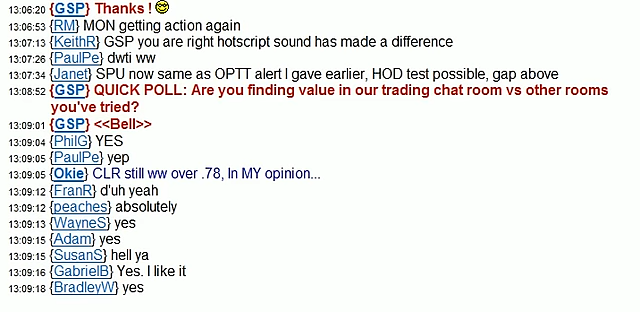 13:06:20 {GSP} Thanks !
13:06:53 {RM} MON getting action again
13:07:13 {KeithR} GSP you are right hotscript sound has made a difference
13:07:26 {PaulPe} dwti ww
13:07:34 {Janet} SPU now same as OPTT alert I gave earlier, HOD test possible, gap above
13:08:52 {GSP} QUICK POLL: Are you finding value in our trading chat room vs other rooms
you've tried?
13:09:01 {GSP} <<Bell>>
13:09:04 {PhilG} YES
13:09:05 {PaulPe} yep
13:09:05 {Okie} CLR still ww over .78, In MY opinion...
13:09:12 {FranR} d'uh yeah
13:09:12 {peaches} absolutely
13:09:13 {WayneS} yes
13:09:15 {Adam} yes
13:09:15 {SusanS} hell ya
13:09:16 {GabrielB} Yes. I like it
13:09:18 {BradleyW} yes